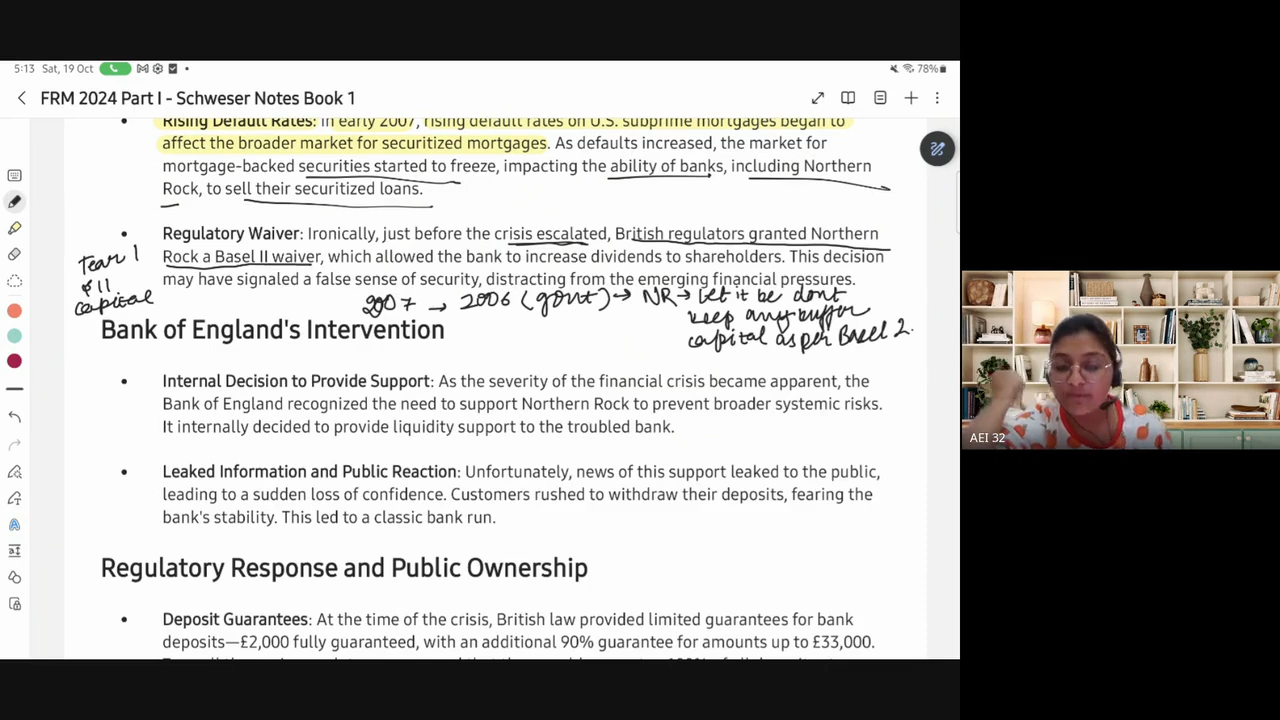 5:13 Sat, 19 Oct
78%
FRM 2024 Part I - Schweser Notes Book 1
• Rising Default Rates: In early 2007, rising default rates on U.S. subprime mortgages began to
affect the broader market for securitized mortgages. As defaults increased, the market for
mortgage-backed securities started to freeze, impacting the ability of banks, including Northern
Rock, to sell their securitized loans.
• Regulatory Waiver: Ironically, just before the crisis escalated, British regulators granted Northern
Rock a Basel II waiver, which allowed the bank to increase dividends to shareholders. This decision
may have signaled a false sense of security, distracting from the emerging financial pressures.
Tear 1
& 11
capital
2007 → 2006 (govt) → NR → Let it be dont
keep any buffer
capital as per Basel 2.
Bank of England's Intervention
• Internal Decision to Provide Support: As the severity of the financial crisis became apparent, the
Bank of England recognized the need to support Northern Rock to prevent broader systemic risks.
It internally decided to provide liquidity support to the troubled bank.
• Leaked Information and Public Reaction: Unfortunately, news of this support leaked to the public,
leading to a sudden loss of confidence. Customers rushed to withdraw their deposits, fearing the
bank's stability. This led to a classic bank run.
Regulatory Response and Public Ownership
• Deposit Guarantees: At the time of the crisis, British law provided limited guarantees for bank
deposits—£2,000 fully guaranteed, with an additional 90% guarantee for amounts up to £33,000.
AEI 32